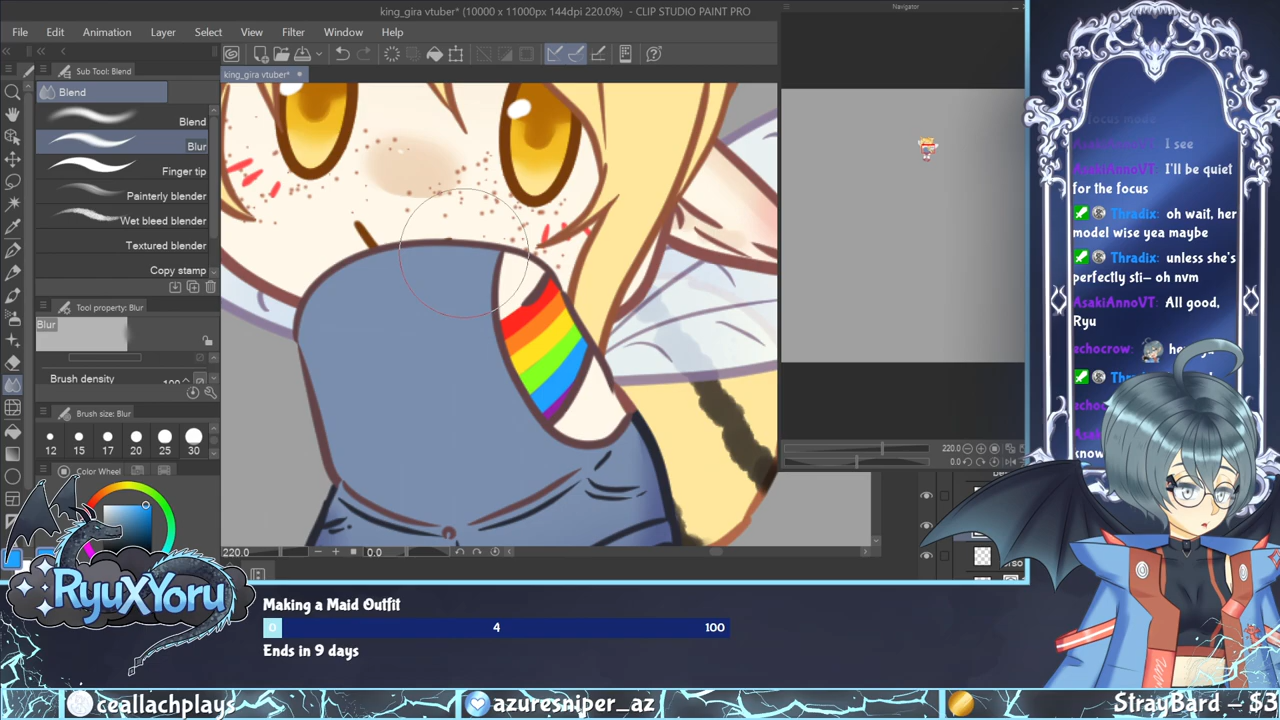 king_gira vtuber* (10000 x 11000px 144dpi 220.0%) - CLIP STUDIO PAINT PRO
Navigator
File Edit Animation Layer Select View Filter Window Help
Sub Tool: Blend
king_gira vtuber*
Blend
Blend
Blur
Finger tip
Painterly blender
Wet bleed blender
Textured blender
Copy stamp
Tool property: Blur
Blur
Brush density
Brush size: Blur
12 15 17 20 25 30
Color Wheel
220.0 0.0
220.0
0.0
focus mode
AsakiAnnoVT: I see
AsakiAnnoVT: I'll be quiet
for the focus
Thradix: oh wait, her
model wise yea
maybe
Thradix: unless she's
perfectly sti— oh nvm
AsakiAnnoVT: All good,
Ryu
echocrow:
RyuXYoru
Making a Maid Outfit
0 4 100
Ends in 9 days
ceallachplays
azuresniper_az
StrayBard — $3